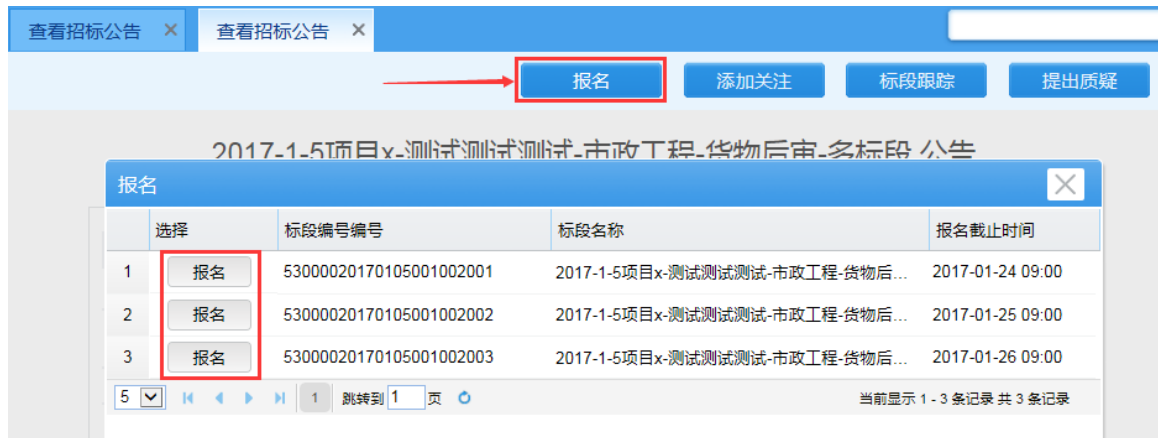 查看招标公告 查看招标公告
报名 添加关注 标段跟踪 提出质疑
2017-1-5项目x-测试测试测试-市政工程-货物后审-多标段 公告
报名
选择 标段编号编号 标段名称 报名截止时间
1 报名 53000020170105001002001 2017-1-5项目x-测试测试测试-市政工程-货物后... 2017-01-24 09:00
2 报名 53000020170105001002002 2017-1-5项目x-测试测试测试-市政工程-货物后... 2017-01-25 09:00
3 报名 53000020170105001002003 2017-1-5项目x-测试测试测试-市政工程-货物后... 2017-01-26 09:00
5 1 跳转到 1 页 当前显示 1 - 3 条记录 共 3 条记录